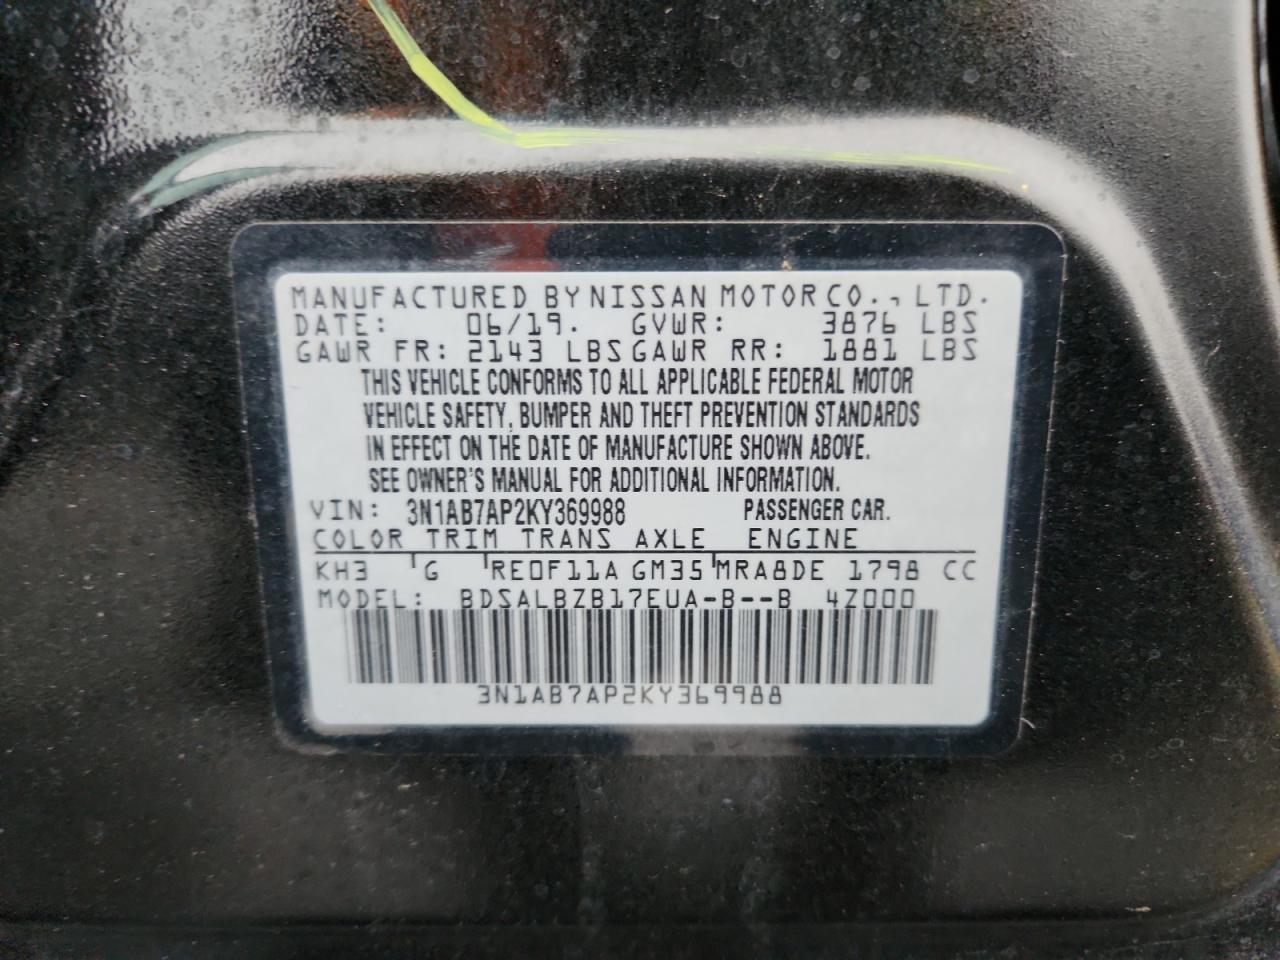 MANUFACTURED BY NISSAN MOTOR CO., LTD.
DATE: 06/19. GVWR: 3876 LBS
GAWR FR: 2143 LBS GAWR RR: 1881 LBS
THIS VEHICLE CONFORMS TO ALL APPLICABLE FEDERAL MOTOR
VEHICLE SAFETY, BUMPER AND THEFT PREVENTION STANDARDS
IN EFFECT ON THE DATE OF MANUFACTURE SHOWN ABOVE.
SEE OWNER'S MANUAL FOR ADDITIONAL INFORMATION.
VIN: 3N1AB7AP2KY369988 PASSENGER CAR.
COLOR TRIM TRANS AXLE ENGINE
KH3 G RE0F11A GM35 MRA8DE 1798 CC
MODEL: BDSALBZB17EUA-B--B 4Z000
3N1AB7AP2KY369988